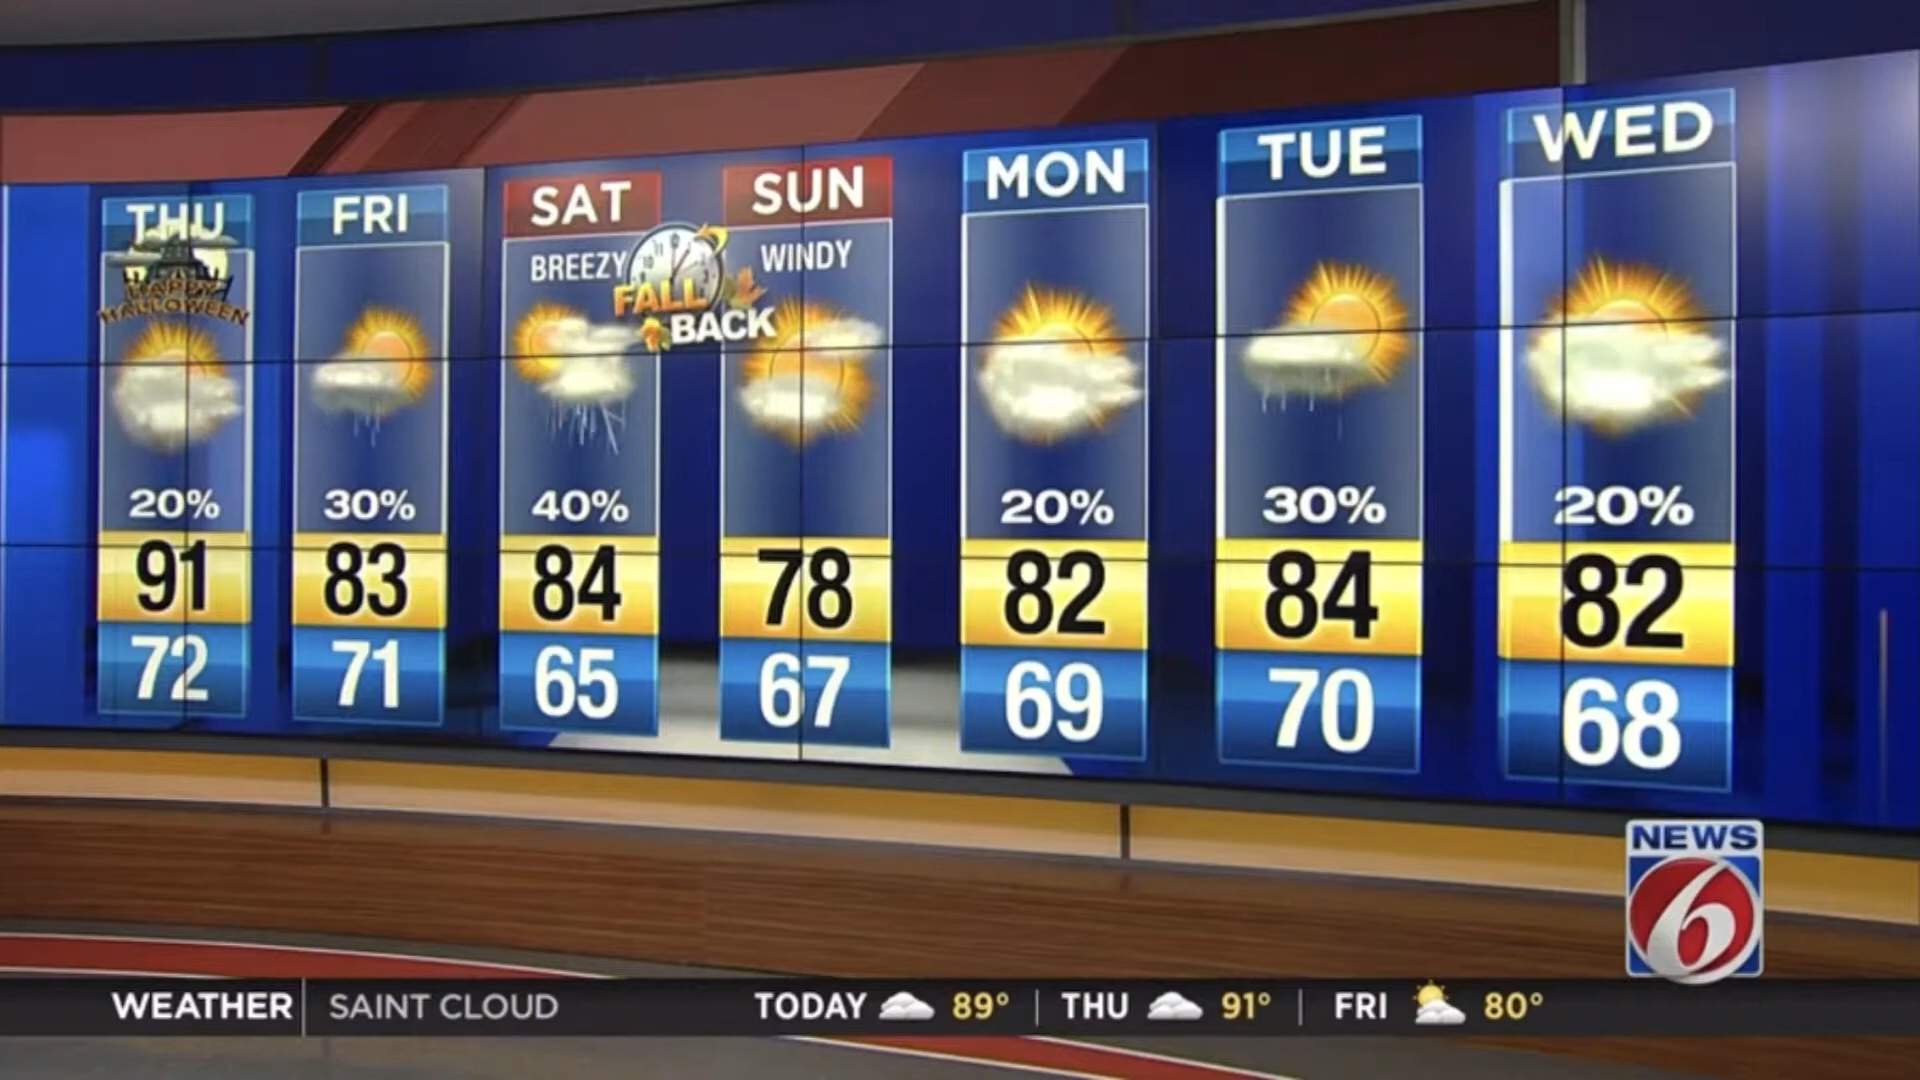 THU
HAPPY
HALLOWEEN
20%
91
72
FRI
30%
83
71
SAT
BREEZY
40%
84
65
FALL
BACK
SUN
WINDY
78
67
MON
20%
82
69
TUE
30%
84
70
WED
20%
82
68
NEWS
6
WEATHER SAINT CLOUD TODAY 89° | THU 91° | FRI 80°